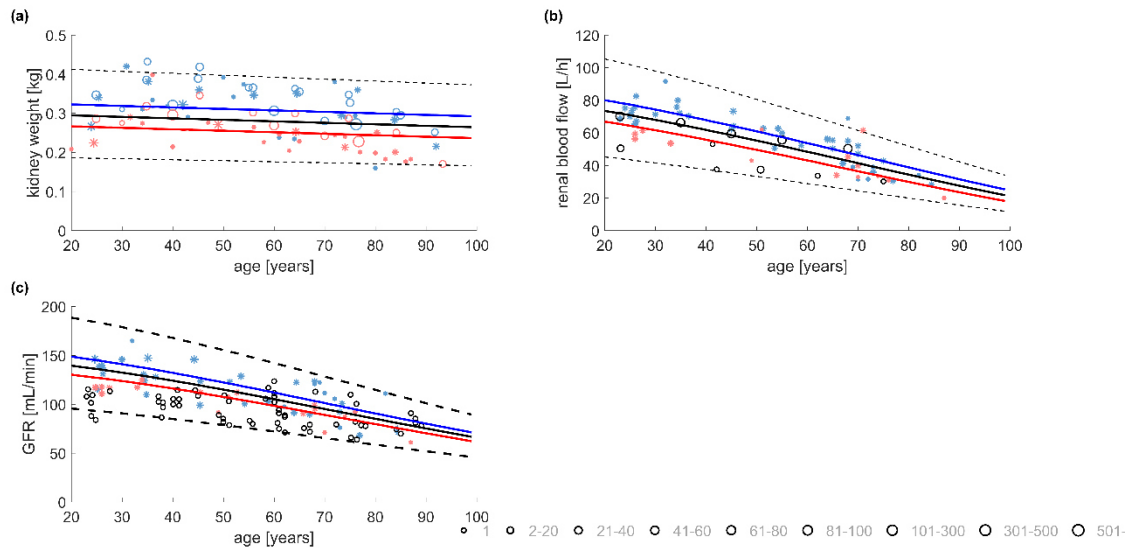 (a)
kidney weight [kg]
0.5
0.4
0.3
0.2
0.1
0
20 30 40 50 60 70 80 90 100
age [years]
(b)
renal blood flow [L/h]
120
100
80
60
40
20
0
20 30 40 50 60 70 80 90 100
age [years]
(c)
GFR [mL/min]
200
150
100
50
0
20 30 40 50 60 70 80 90 100
age [years]
1 2-20 21-40 41-60 61-80 81-100 101-300 301-500 501-